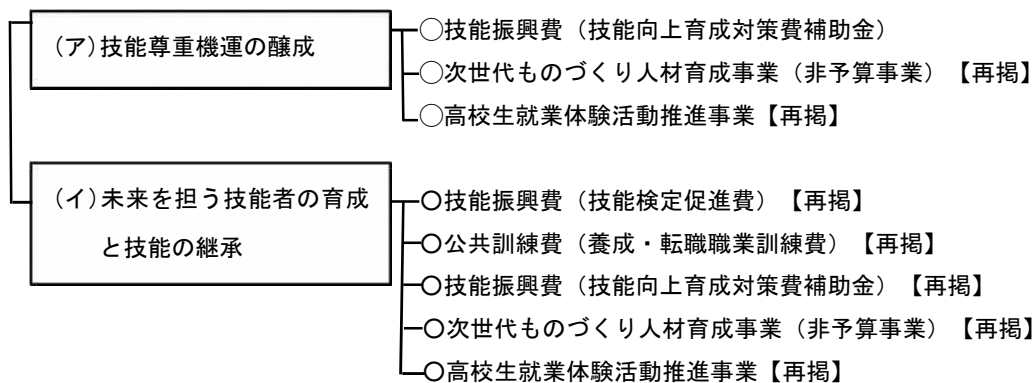 (ア)技能尊重機運の醸成
◯技能振興費（技能向上育成対策費補助金）
◯次世代ものづくり人材育成事業（非予算事業）【再掲】
◯高校生就業体験活動推進事業【再掲】
(イ)未来を担う技能者の育成
と技能の継承
○技能振興費（技能検定促進費）【再掲】
○公共訓練費（養成・転職職業訓練費）【再掲】
○技能振興費（技能向上育成対策費補助金）【再掲】
○次世代ものづくり人材育成事業（非予算事業）【再掲】
○高校生就業体験活動推進事業【再掲】